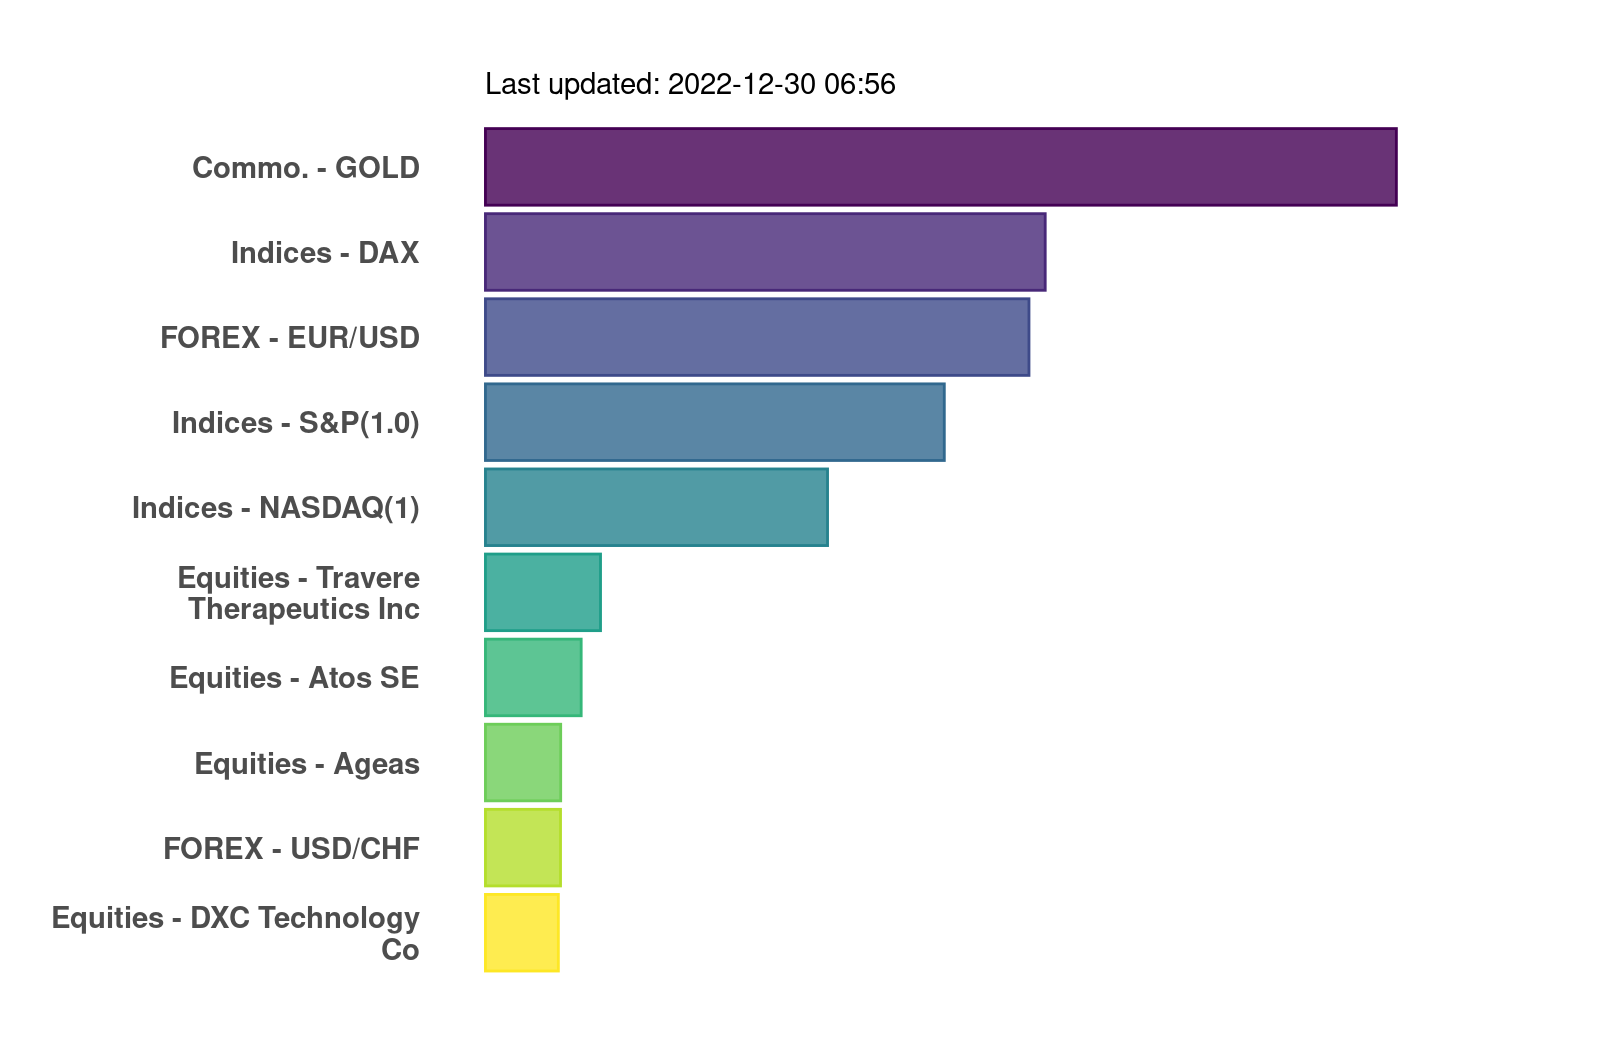 Last updated: 2022-12-30 06:56
Commo. - GOLD
Indices - DAX
FOREX - EUR/USD
Indices - S&P(1.0)
Indices - NASDAQ(1)
Equities - Travere
Therapeutics Inc
Equities - Atos SE
Equities - Ageas
FOREX - USD/CHF
Equities - DXC Technology
Co